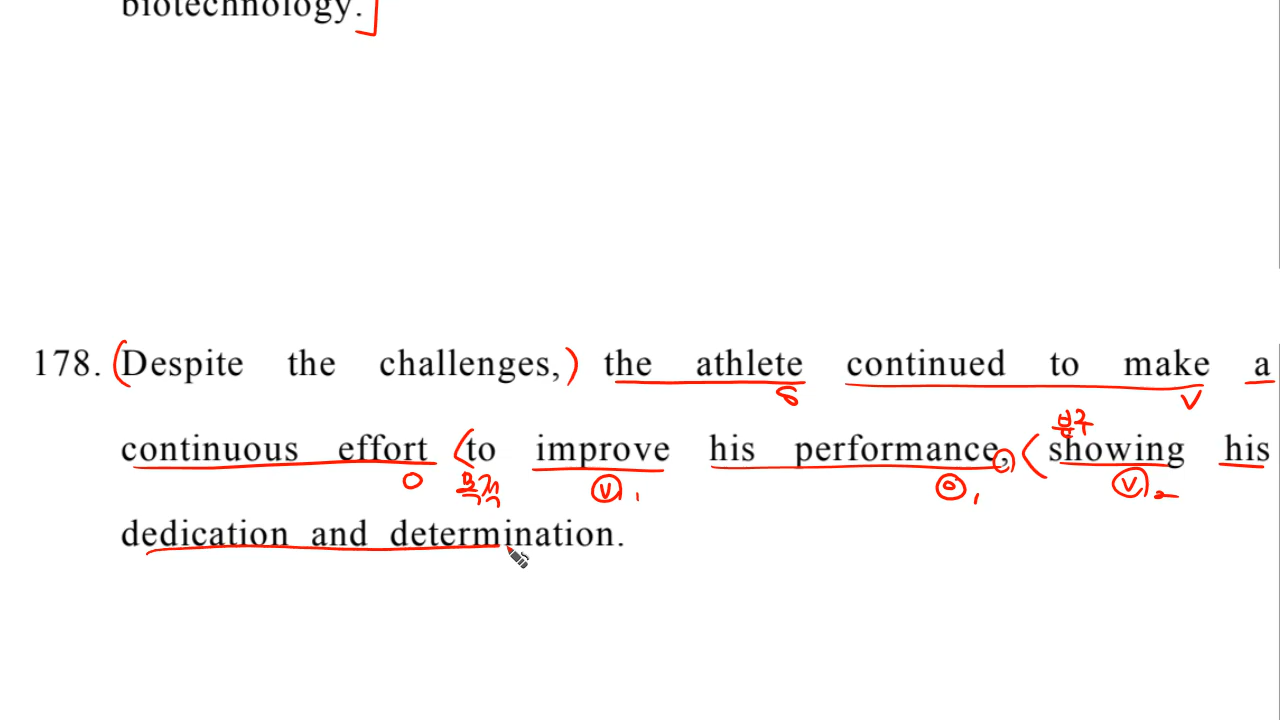 biotechnology.]
178. (Despite the challenges,) the athlete continued to make a
S V
분구
continuous effort <to improve his performance, <showing his
O 목적 V1 O1 V2
dedication and determination.